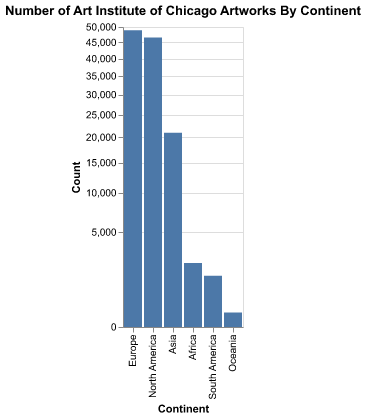 Number of Art Institute of Chicago Artworks By Continent
50,000
45,000
40,000
35,000
30,000
25,000
20,000
15,000
10,000
5,000
0
Count
Europe
North America
Asia
Africa
South America
Oceania
Continent